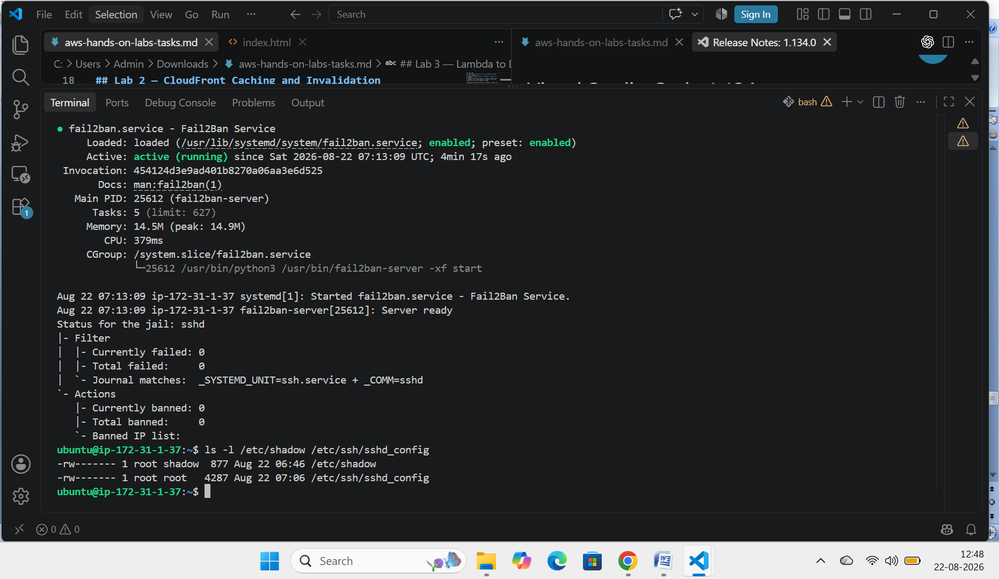 File Edit Selection View Go Run ··· Search Sign In
aws-hands-on-labs-tasks.md index.html ··· aws-hands-on-labs-tasks.md Release Notes: 1.134.0 ···
C: > Users > Admin > Downloads > aws-hands-on-labs-tasks.md > abc ## Lab 3 — Lambda to
18 ## Lab 2 — CloudFront Caching and Invalidation
Terminal Ports Debug Console Problems Output bash ···
● fail2ban.service - Fail2Ban Service
Loaded: loaded (/usr/lib/systemd/system/fail2ban.service; enabled; preset: enabled)
Active: active (running) since Sat 2026-08-22 07:13:09 UTC; 4min 17s ago
Invocation: 454124d3e9ad401b8270a06aa3e6d525
Docs: man:fail2ban(1)
Main PID: 25612 (fail2ban-server)
Tasks: 5 (limit: 627)
Memory: 14.5M (peak: 14.9M)
CPU: 379ms
CGroup: /system.slice/fail2ban.service
└─25612 /usr/bin/python3 /usr/bin/fail2ban-server -xf start
Aug 22 07:13:09 ip-172-31-1-37 systemd[1]: Started fail2ban.service - Fail2Ban Service.
Aug 22 07:13:09 ip-172-31-1-37 fail2ban-server[25612]: Server ready
Status for the jail: sshd
|- Filter
|  |- Currently failed: 0
|  |- Total failed:     0
|  `- Journal matches:  _SYSTEMD_UNIT=ssh.service + _COMM=sshd
`- Actions
   |- Currently banned: 0
   |- Total banned:     0
   `- Banned IP list:
ubuntu@ip-172-31-1-37:~$ ls -l /etc/shadow /etc/ssh/sshd_config
-rw------- 1 root shadow  877 Aug 22 06:46 /etc/shadow
-rw------- 1 root root   4287 Aug 22 07:06 /etc/ssh/sshd_config
ubuntu@ip-172-31-1-37:~$
1
0 0
Search
12:48
22-08-2026